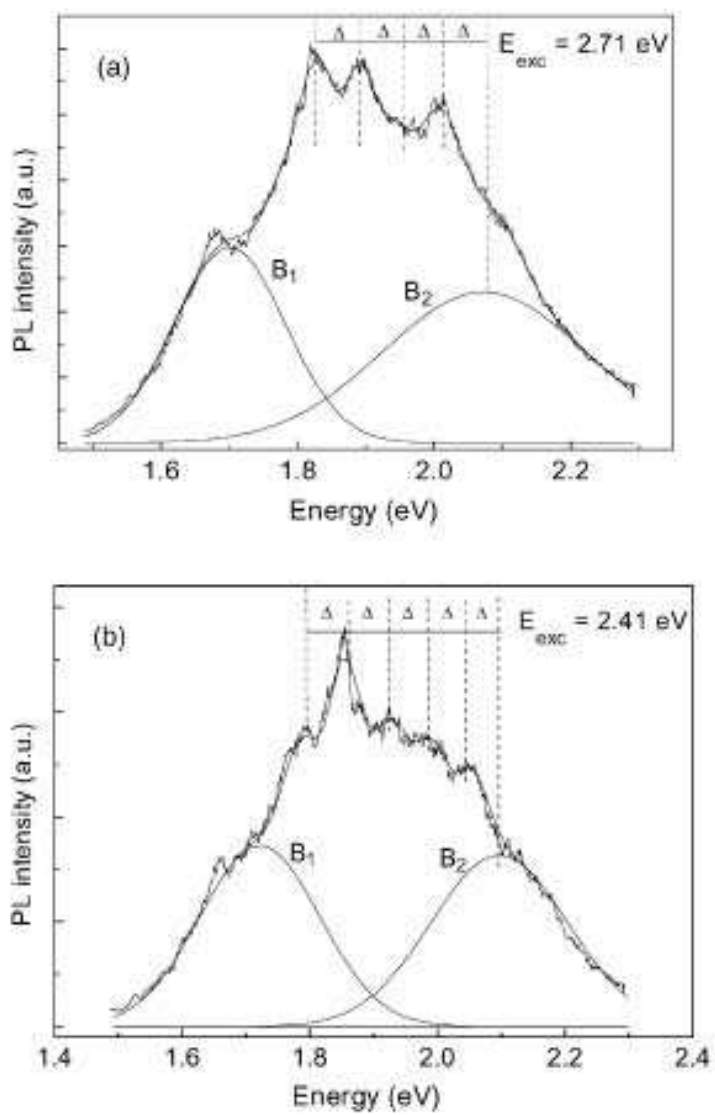 Δ Δ Δ Δ
(a)
E_exc = 2.71 eV
B₁
B₂
PL intensity (a.u.)
1.6 1.8 2.0 2.2
Energy (eV)
Δ Δ Δ Δ Δ
(b)
E_exc = 2.41 eV
B₁
B₂
PL intensity (a.u.)
1.4 1.6 1.8 2.0 2.2 2.4
Energy (eV)